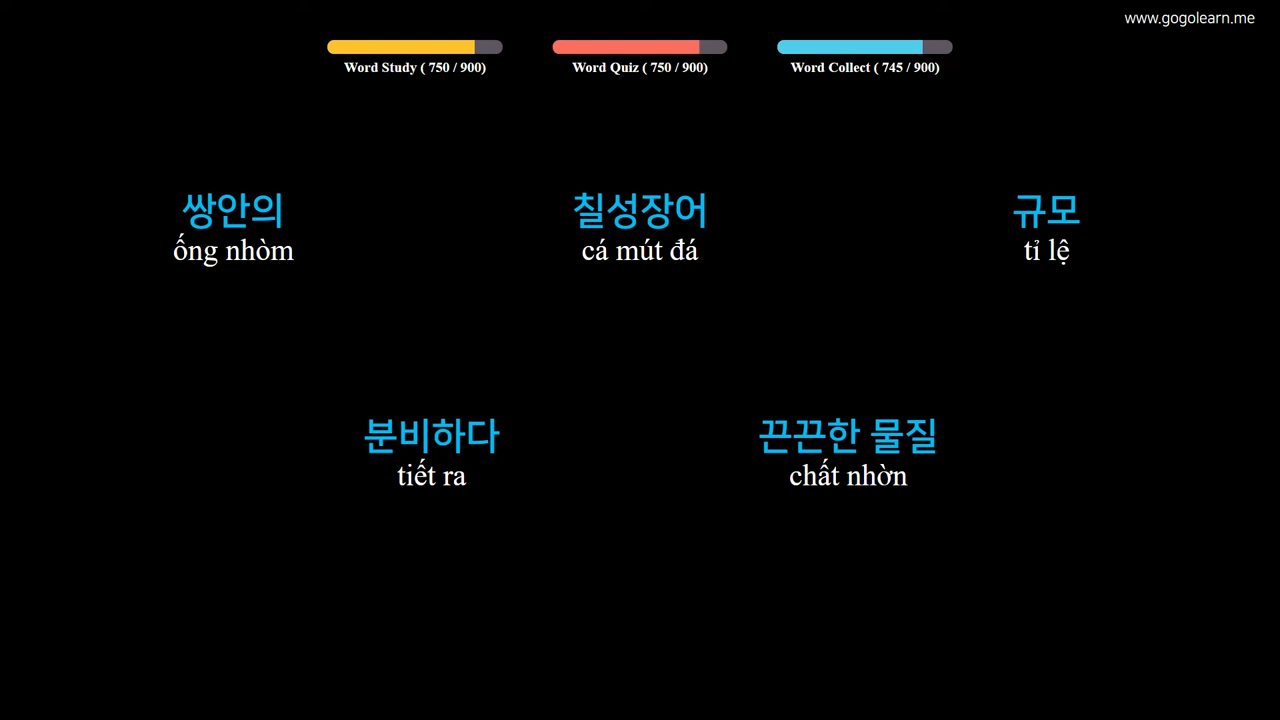 www.gogolearn.me
Word Study ( 750 / 900)
Word Quiz ( 750 / 900)
Word Collect ( 745 / 900)
쌍안의
ống nhòm
칠성장어
cá mút đá
규모
tỉ lệ
분비하다
tiết ra
끈끈한 물질
chất nhờn